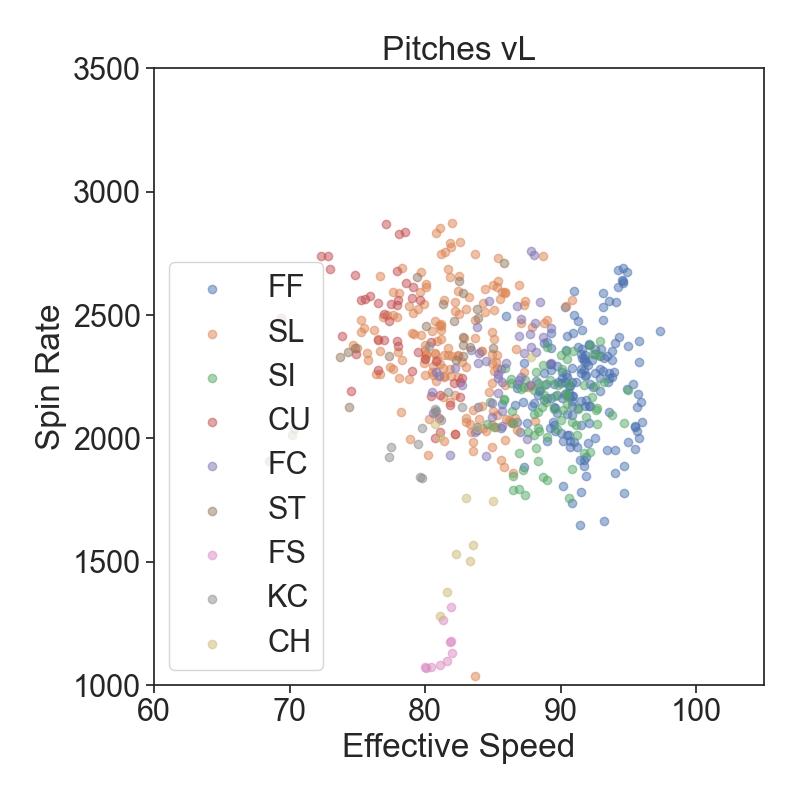 Pitches vL
3500
3000
2500
2000
1500
1000
Spin Rate
FF
SL
SI
CU
FC
ST
FS
KC
CH
60 70 80 90 100
Effective Speed